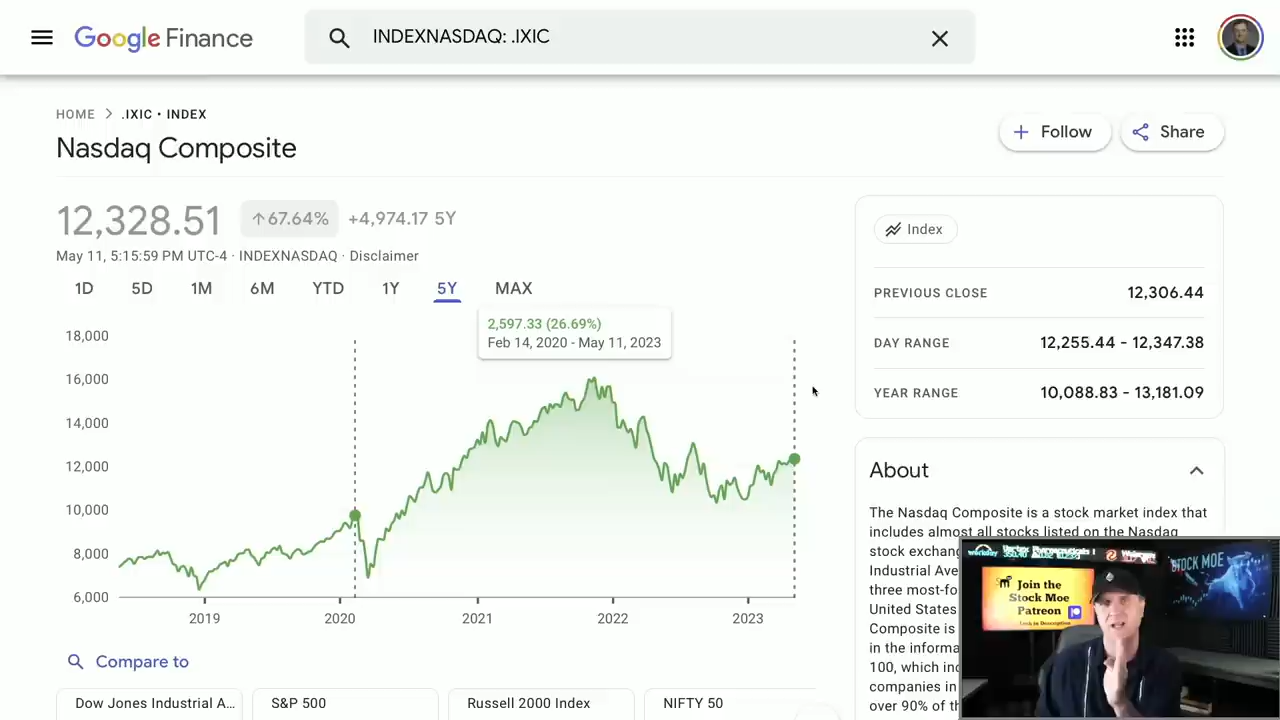 Google Finance
INDEXNASDAQ: .IXIC
HOME > .IXIC • INDEX
Nasdaq Composite
+ Follow
Share
12,328.51 ↑67.64% +4,974.17 5Y
May 11, 5:15:59 PM UTC-4 · INDEXNASDAQ · Disclaimer
1D 5D 1M 6M YTD 1Y 5Y MAX
2,597.33 (26.69%)
Feb 14, 2020 - May 11, 2023
18,000
16,000
14,000
12,000
10,000
8,000
6,000
2019 2020 2021 2022 2023
Compare to
Dow Jones Industrial A...
S&P 500
Russell 2000 Index
NIFTY 50
Index
PREVIOUS CLOSE 12,306.44
DAY RANGE 12,255.44 - 12,347.38
YEAR RANGE 10,088.83 - 13,181.09
About
The Nasdaq Composite is a stock market index that
includes almost all stocks listed on the Nasdaq
stock exchan
Industrial Ave
three most-fo
United States
Composite is
in the informa
100, which inc
companies in
over 90% of th
workday
STOCK MOE
Join the
Stock Moe
Patreon
Link in Description